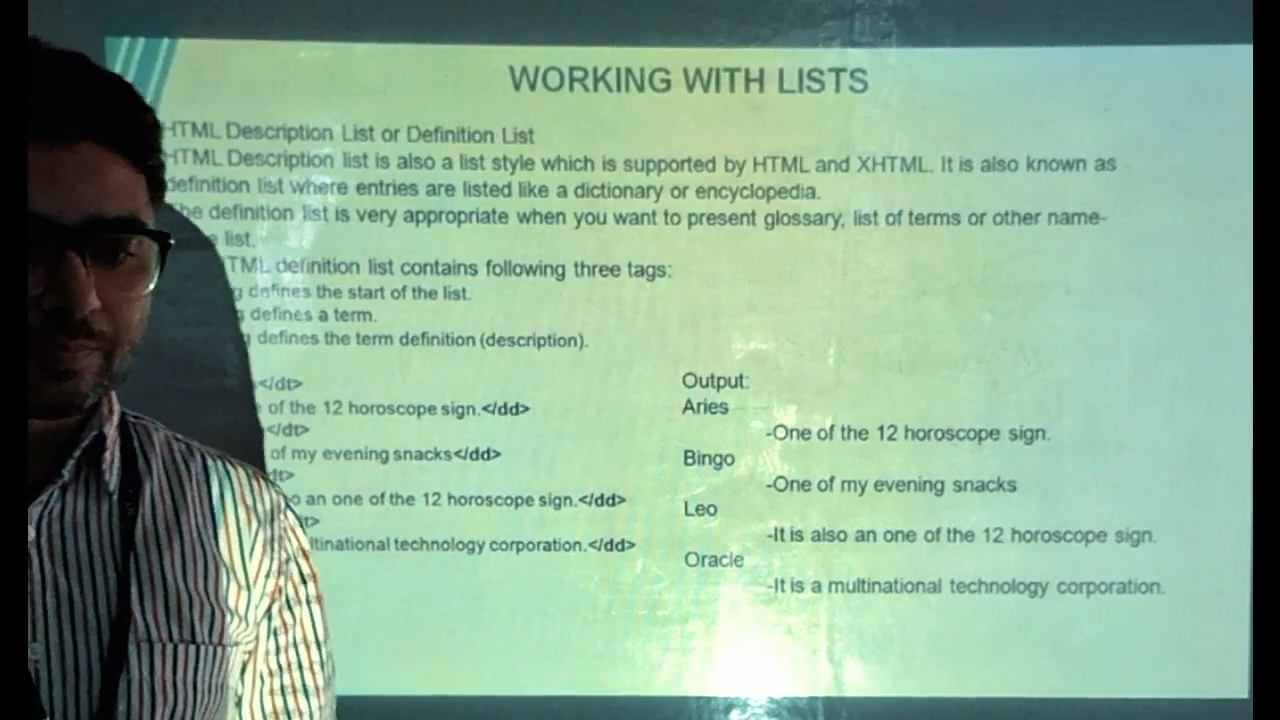 WORKING WITH LISTS
HTML Description List or Definition List
HTML Description list is also a list style which is supported by HTML and XHTML. It is also known as
definition list where entries are listed like a dictionary or encyclopedia.
The definition list is very appropriate when you want to present glossary, list of terms or other name-
list.
HTML definition list contains following three tags:
defines the start of the list.
defines a term.
defines the term definition (description).
</dt>
of the 12 horoscope sign.</dd>
</dt>
of my evening snacks</dd>
dt>
an one of the 12 horoscope sign.</dd>
t>
ltinational technology corporation.</dd>
Output:
Aries
-One of the 12 horoscope sign.
Bingo
-One of my evening snacks
Leo
-It is also an one of the 12 horoscope sign.
Oracle
-It is a multinational technology corporation.